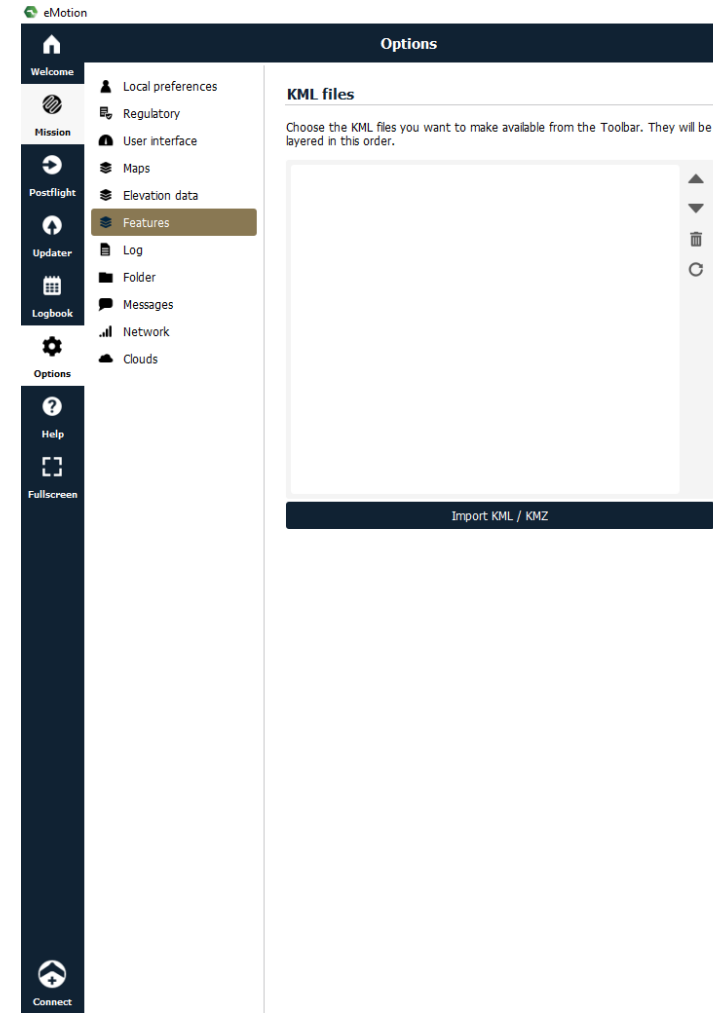 eMotion
Options
Welcome
Mission
Postflight
Updater
Logbook
Options
Help
Fullscreen
Connect
Local preferences
Regulatory
User interface
Maps
Elevation data
Features
Log
Folder
Messages
Network
Clouds
KML files
Choose the KML files you want to make available from the Toolbar. They will be
layered in this order.
Import KML / KMZ